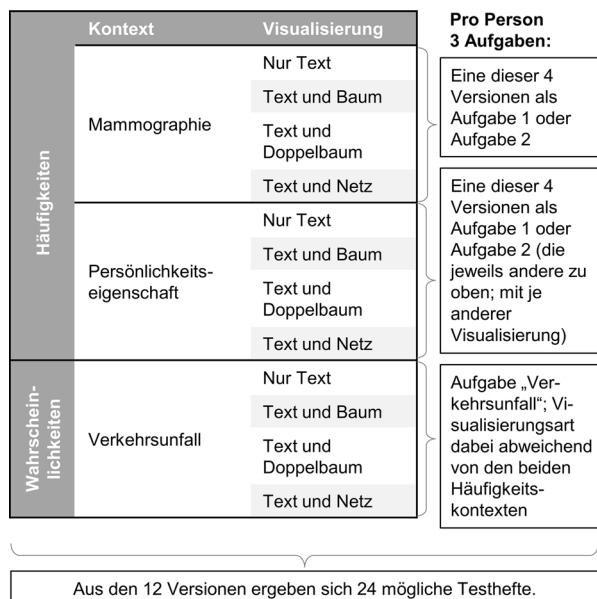 Kontext
Visualisierung
Pro Person
3 Aufgaben:
Häufigkeiten
Mammographie
Nur Text
Text und Baum
Text und
Doppelbaum
Text und Netz
Eine dieser 4
Versionen als
Aufgabe 1 oder
Aufgabe 2
Persönlichkeits-
eigenschaft
Nur Text
Text und Baum
Text und
Doppelbaum
Text und Netz
Eine dieser 4
Versionen als
Aufgabe 1 oder
Aufgabe 2 (die
jeweils andere zu
oben; mit je
anderer
Visualisierung)
Wahrschein-
lichkeiten
Verkehrsunfall
Nur Text
Text und Baum
Text und
Doppelbaum
Text und Netz
Aufgabe „Ver-
kehrsunfall“; Vi-
sualisierungsart
dabei abweichend
von den beiden
Häufigkeits-
kontexten
Aus den 12 Versionen ergeben sich 24 mögliche Testhefte.